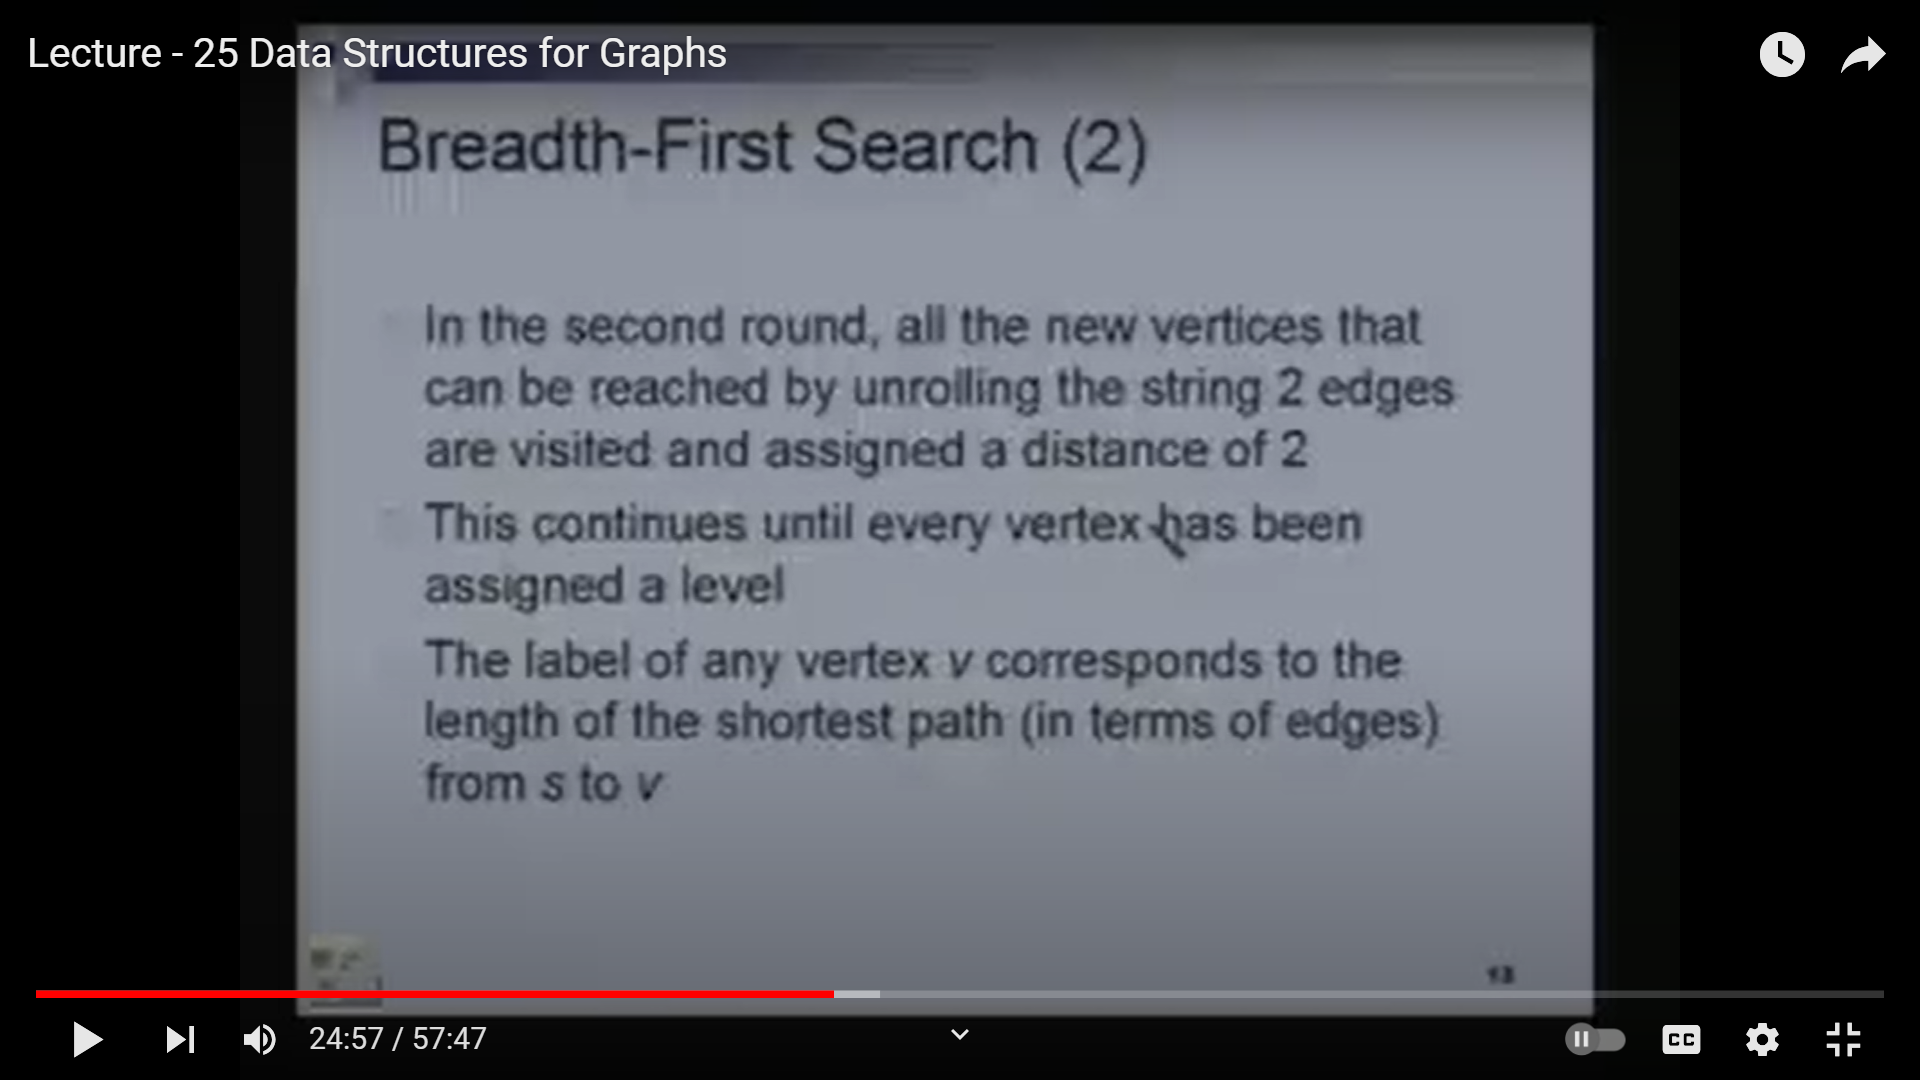 Lecture - 25 Data Structures for Graphs
Breadth-First Search (2)
In the second round, all the new vertices that
can be reached by unrolling the string 2 edges
are visited and assigned a distance of 2
This continues until every vertex has been
assigned a level
The label of any vertex v corresponds to the
length of the shortest path (in terms of edges)
from s to v
24:57 / 57:47
CC